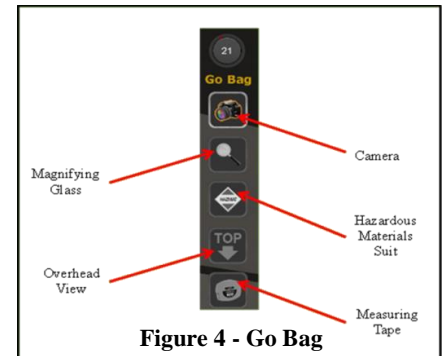 21
Go Bag
Camera
Magnifying
Glass
Hazardous
Materials
Suit
TOP
Overhead
View
Measuring
Tape
Figure 4 - Go Bag